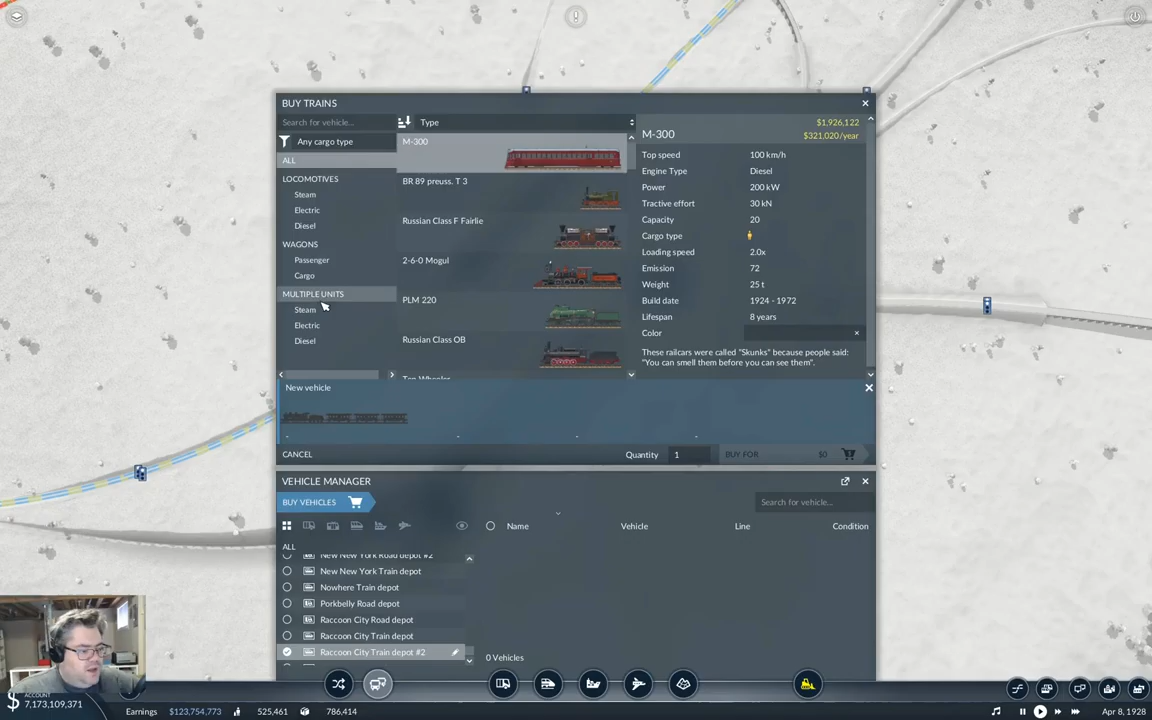 BUY TRAINS
Search for vehicle...
Type
Any cargo type
ALL
LOCOMOTIVES
Steam
Electric
Diesel
WAGONS
Passenger
Cargo
MULTIPLE UNITS
Steam
Electric
Diesel
M-300
BR 89 preuss. T 3
Russian Class F Fairlie
2-6-0 Mogul
PLM 220
Russian Class OB
Ten Wheeler
$1,926,122
M-300
$321,020/year
Top speed 100 km/h
Engine Type Diesel
Power 200 kW
Tractive effort 30 kN
Capacity 20
Cargo type
Loading speed 2.0x
Emission 72
Weight 25 t
Build date 1924 - 1972
Lifespan 8 years
Color
These railcars were called "Skunks" because people said:
"You can smell them before you can see them".
New vehicle
- - - -
CANCEL
Quantity 1
BUY FOR $0
VEHICLE MANAGER
BUY VEHICLES
Search for vehicle...
Name Vehicle Line Condition
ALL
New New York Road depot #2
New New York Train depot
Nowhere Train depot
Porkbelly Road depot
Raccoon City Road depot
Raccoon City Train depot
Raccoon City Train depot #2
0 Vehicles
ACCOUNT
$ 7,173,109,371
Earnings $123,754,773
525,461
786,414
Apr 8, 1928